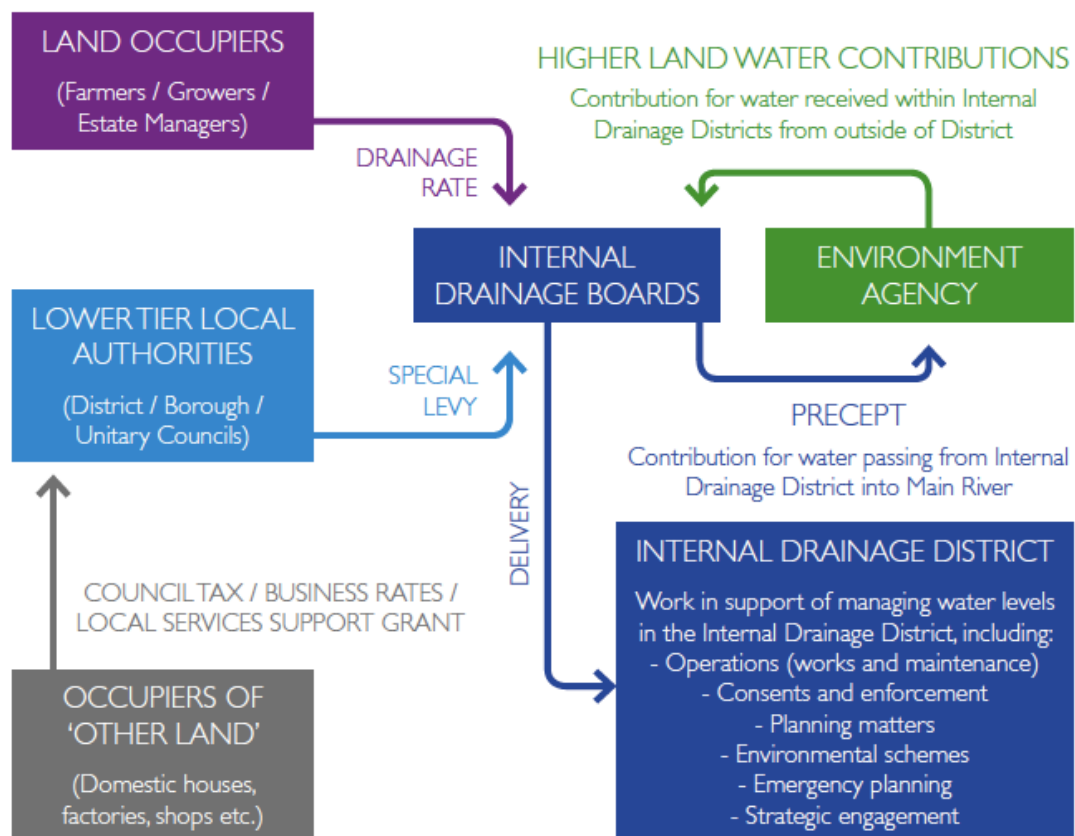 LAND OCCUPIERS
(Farmers / Growers /
Estate Managers)
DRAINAGE
RATE
HIGHER LAND WATER CONTRIBUTIONS
Contribution for water received within Internal
Drainage Districts from outside of District
INTERNAL
DRAINAGE BOARDS
ENVIRONMENT
AGENCY
LOWER TIER LOCAL
AUTHORITIES
(District / Borough /
Unitary Councils)
SPECIAL
LEVY
PRECEPT
Contribution for water passing from Internal
Drainage District into Main River
DELIVERY
COUNCIL TAX / BUSINESS RATES /
LOCAL SERVICES SUPPORT GRANT
OCCUPIERS OF
‘OTHER LAND’
(Domestic houses,
factories, shops etc.)
INTERNAL DRAINAGE DISTRICT
Work in support of managing water levels
in the Internal Drainage District, including:
- Operations (works and maintenance)
- Consents and enforcement
- Planning matters
- Environmental schemes
- Emergency planning
- Strategic engagement